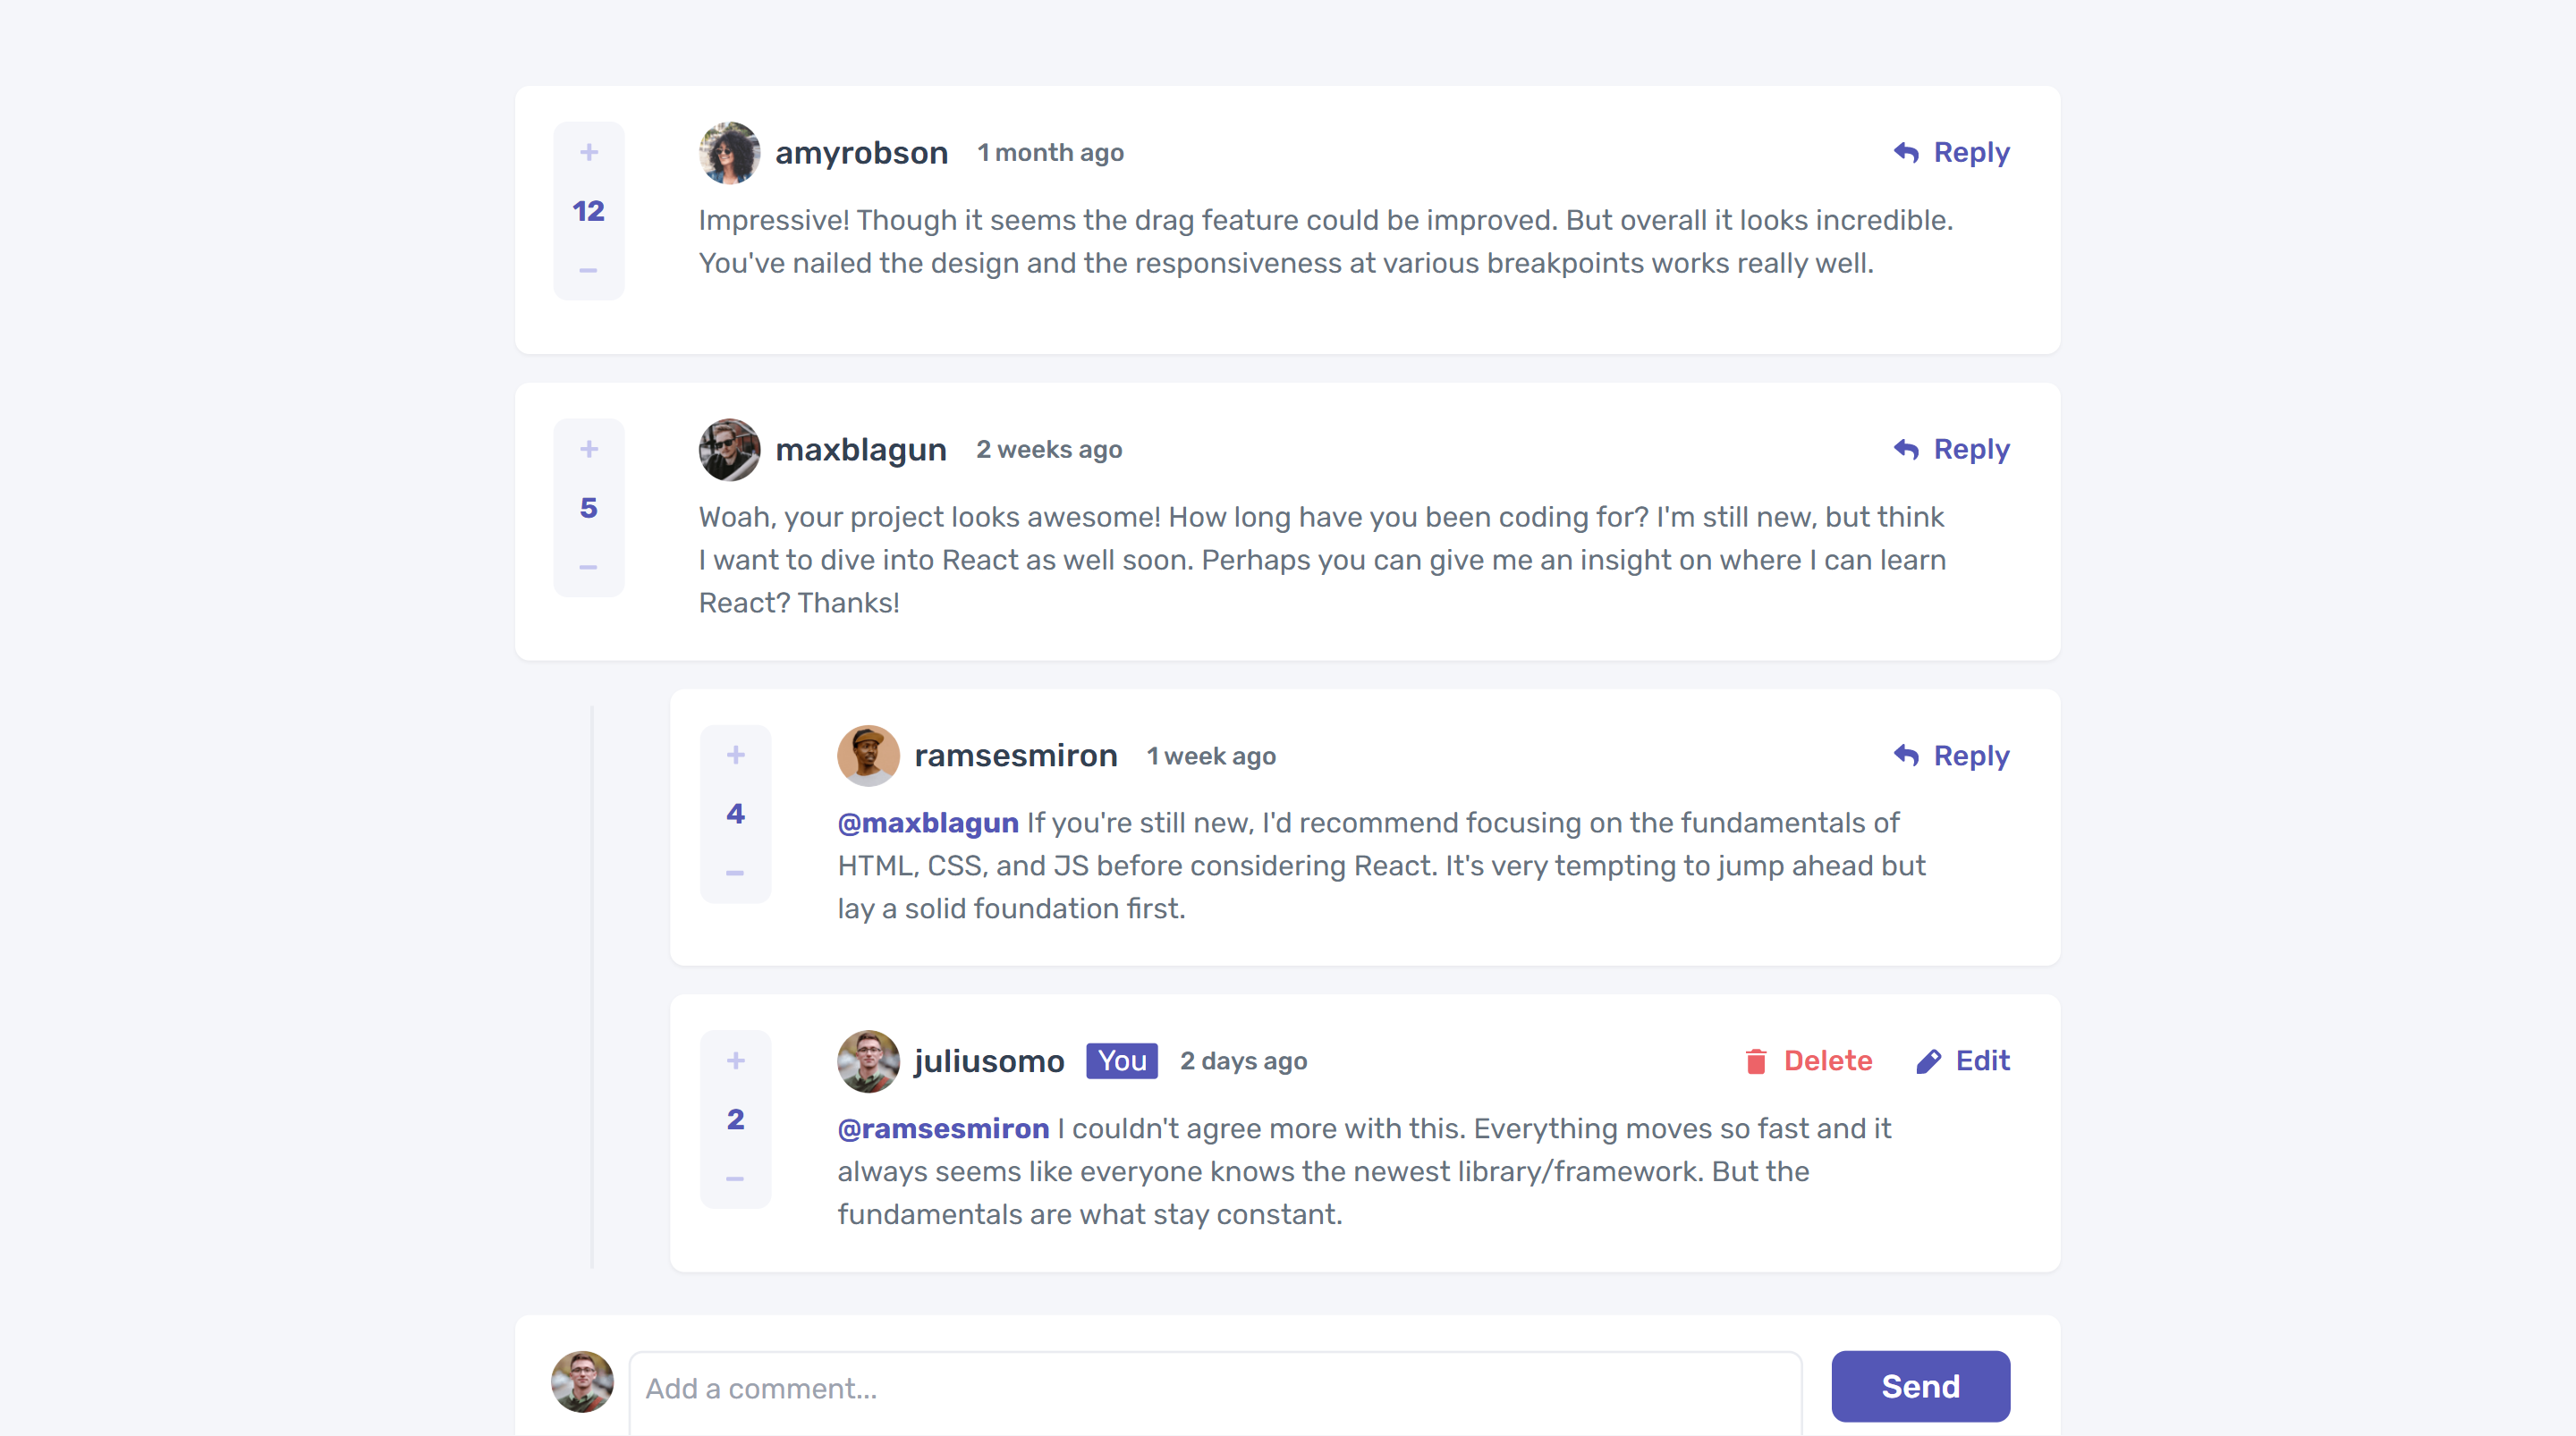 +
12
−
amyrobson 1 month ago Reply
Impressive! Though it seems the drag feature could be improved. But overall it looks incredible.
You've nailed the design and the responsiveness at various breakpoints works really well.
+
5
−
maxblagun 2 weeks ago Reply
Woah, your project looks awesome! How long have you been coding for? I'm still new, but think
I want to dive into React as well soon. Perhaps you can give me an insight on where I can learn
React? Thanks!
+
4
−
ramsesmiron 1 week ago Reply
@maxblagun If you're still new, I'd recommend focusing on the fundamentals of
HTML, CSS, and JS before considering React. It's very tempting to jump ahead but
lay a solid foundation first.
+
2
−
juliusomo You 2 days ago Delete Edit
@ramsesmiron I couldn't agree more with this. Everything moves so fast and it
always seems like everyone knows the newest library/framework. But the
fundamentals are what stay constant.
Add a comment...
Send